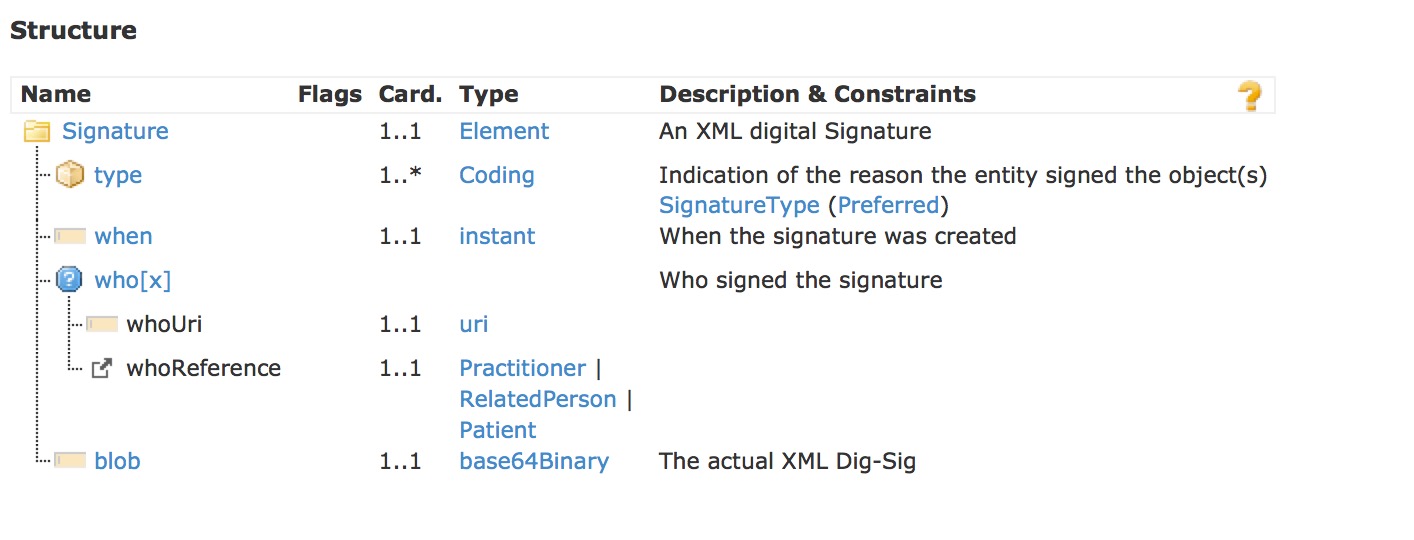 Structure
Name Flags Card. Type Description & Constraints ?
Signature 1..1 Element An XML digital Signature
type 1..* Coding Indication of the reason the entity signed the object(s)
SignatureType (Preferred)
when 1..1 instant When the signature was created
? who[x] Who signed the signature
whoUri 1..1 uri
whoReference 1..1 Practitioner |
RelatedPerson |
Patient
blob 1..1 base64Binary The actual XML Dig-Sig